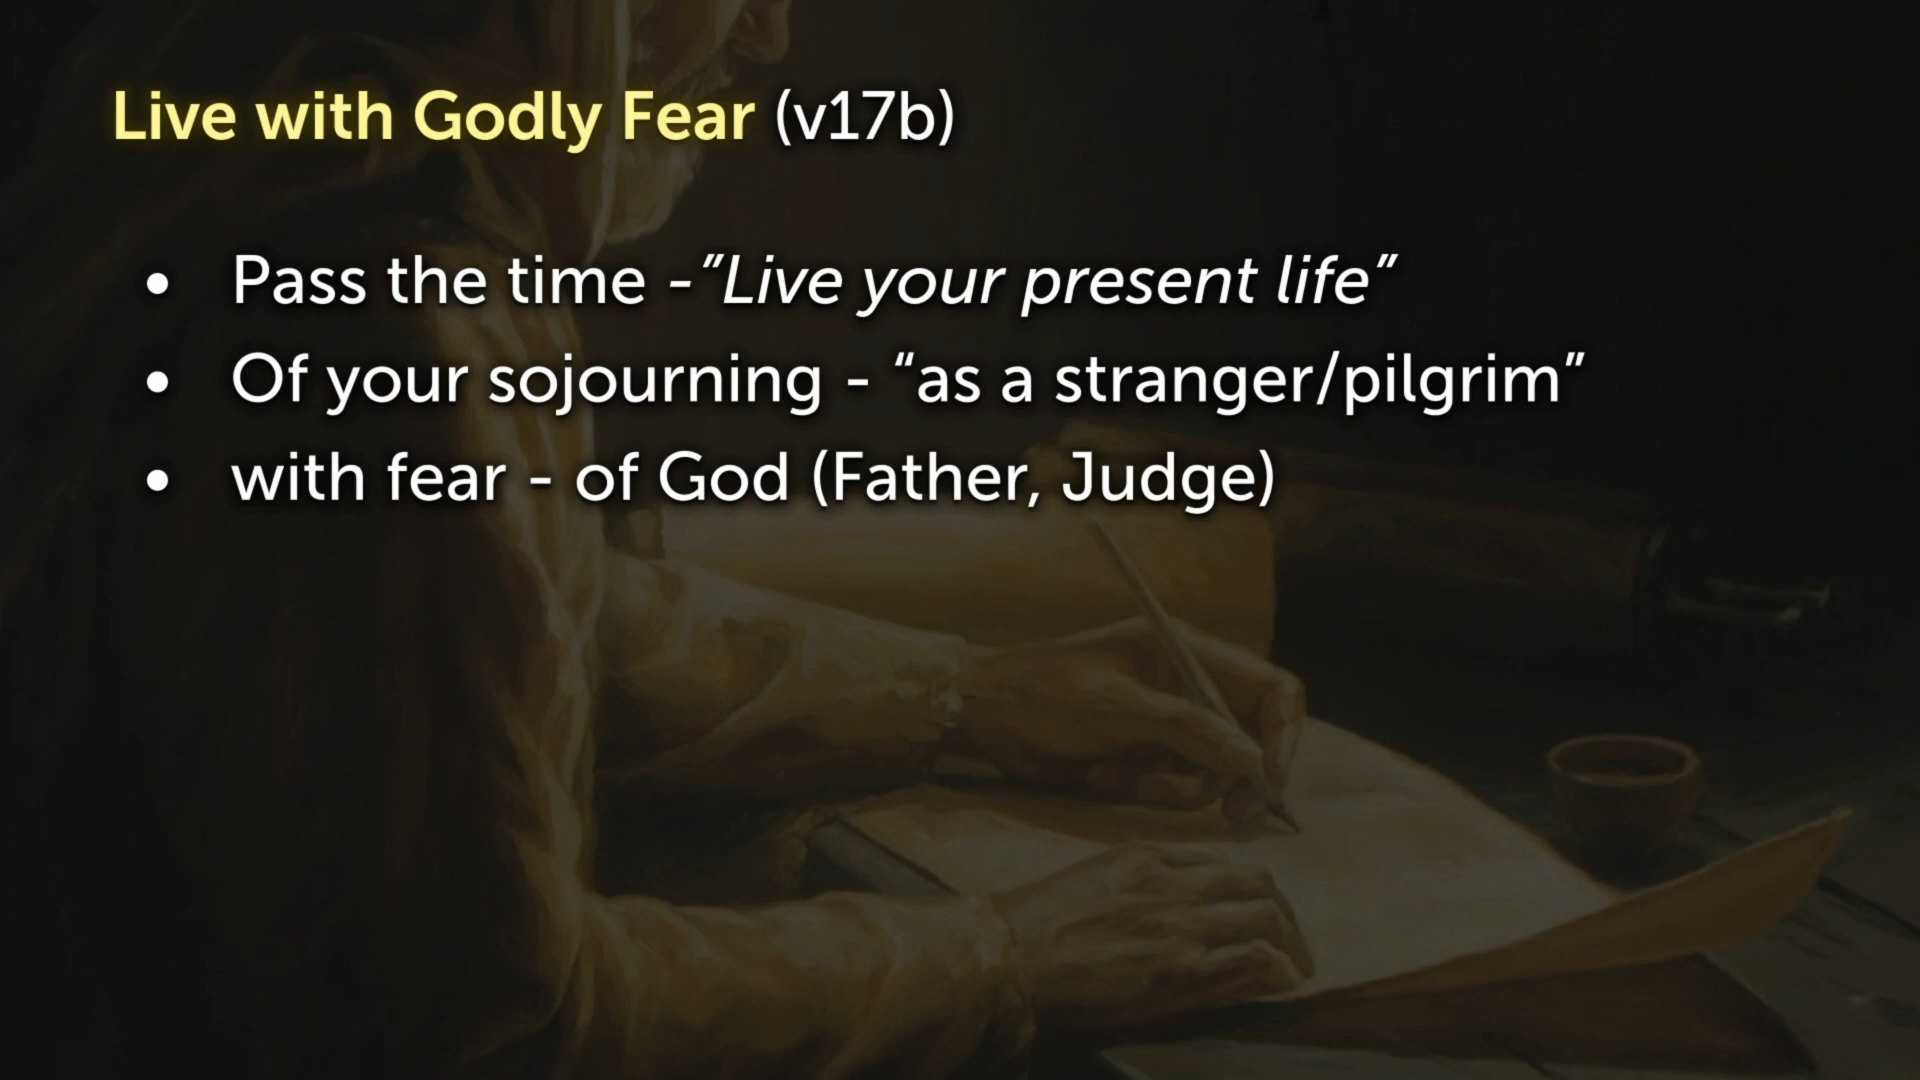 Live with Godly Fear (v17b)
• Pass the time -"Live your present life"
• Of your sojourning - “as a stranger/pilgrim”
• with fear - of God (Father, Judge)